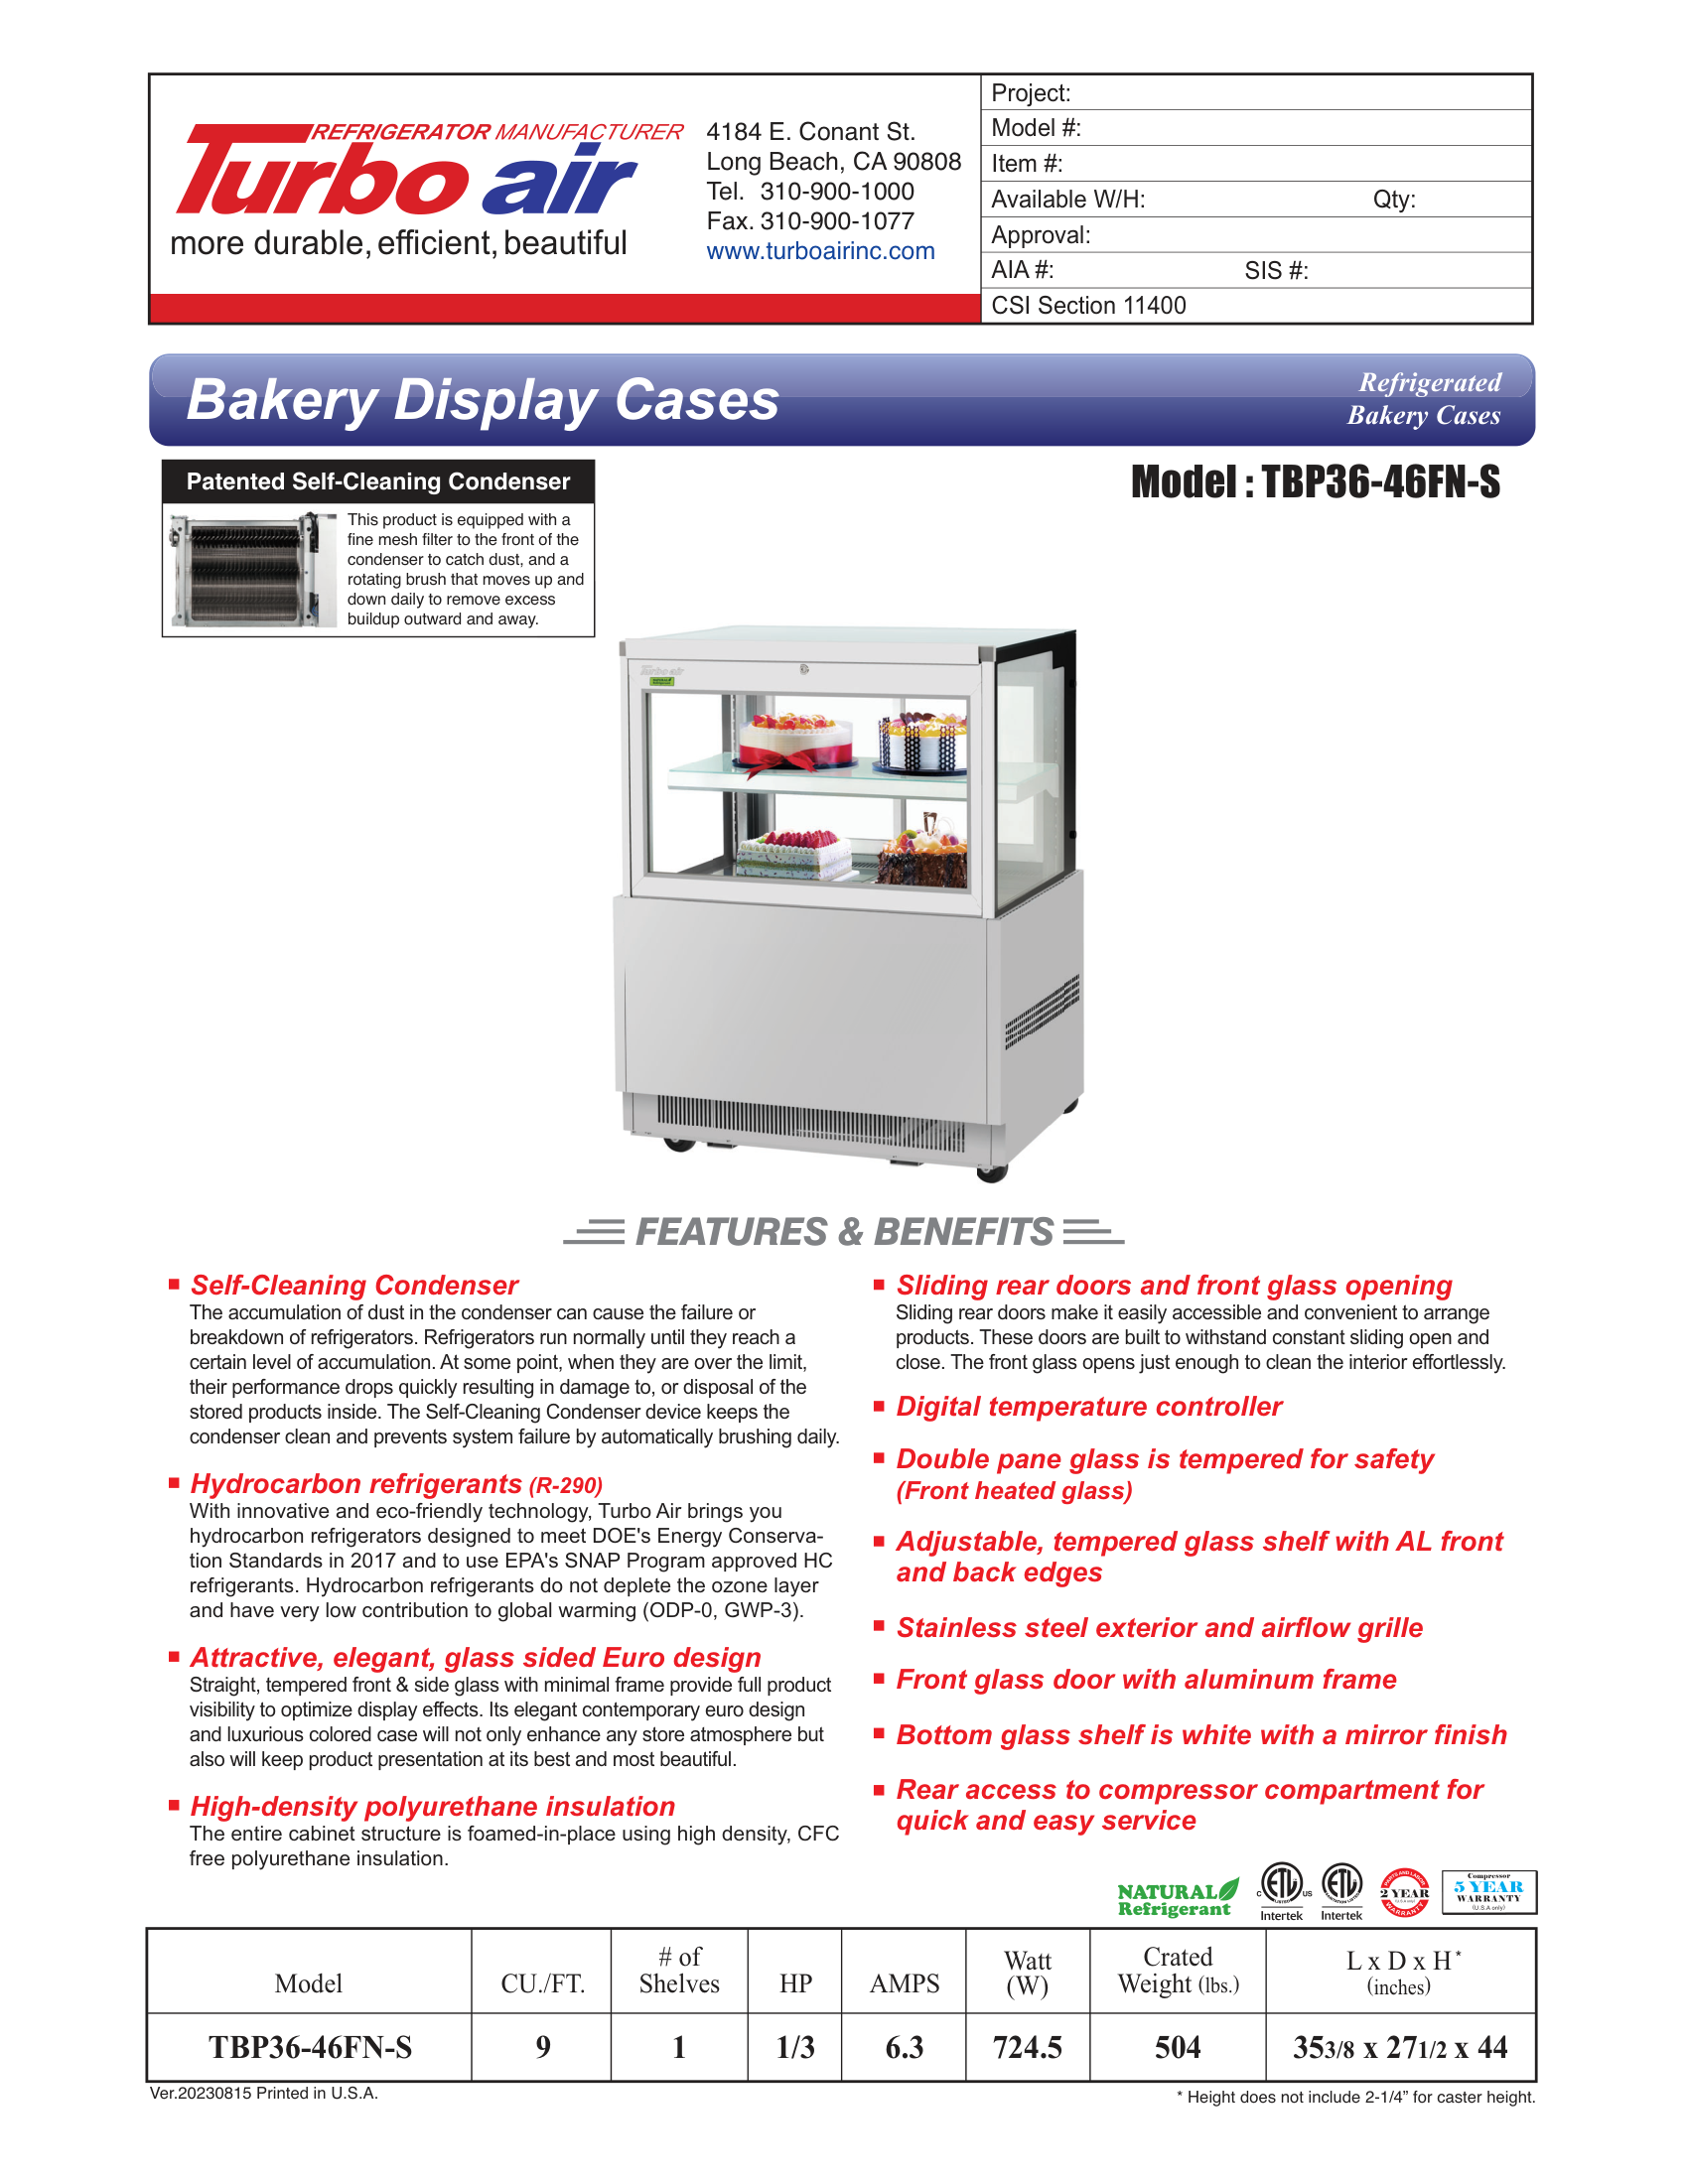 REFRIGERATOR MANUFACTURER
Turbo air
more durable, efficient, beautiful
4184 E. Conant St.
Long Beach, CA 90808
Tel. 310-900-1000
Fax. 310-900-1077
www.turboairinc.com
Project:
Model #:
Item #:
Available W/H: Qty:
Approval:
AIA #: SIS #:
CSI Section 11400
Bakery Display Cases
Refrigerated
Bakery Cases
Patented Self-Cleaning Condenser
This product is equipped with a
fine mesh filter to the front of the
condenser to catch dust, and a
rotating brush that moves up and
down daily to remove excess
buildup outward and away.
Model : TBP36-46FN-S
Turbo air
FEATURES & BENEFITS
Self-Cleaning Condenser
The accumulation of dust in the condenser can cause the failure or
breakdown of refrigerators. Refrigerators run normally until they reach a
certain level of accumulation. At some point, when they are over the limit,
their performance drops quickly resulting in damage to, or disposal of the
stored products inside. The Self-Cleaning Condenser device keeps the
condenser clean and prevents system failure by automatically brushing daily.
Hydrocarbon refrigerants (R-290)
With innovative and eco-friendly technology, Turbo Air brings you
hydrocarbon refrigerators designed to meet DOE's Energy Conserva-
tion Standards in 2017 and to use EPA's SNAP Program approved HC
refrigerants. Hydrocarbon refrigerants do not deplete the ozone layer
and have very low contribution to global warming (ODP-0, GWP-3).
Attractive, elegant, glass sided Euro design
Straight, tempered front & side glass with minimal frame provide full product
visibility to optimize display effects. Its elegant contemporary euro design
and luxurious colored case will not only enhance any store atmosphere but
also will keep product presentation at its best and most beautiful.
High-density polyurethane insulation
The entire cabinet structure is foamed-in-place using high density, CFC
free polyurethane insulation.
Sliding rear doors and front glass opening
Sliding rear doors make it easily accessible and convenient to arrange
products. These doors are built to withstand constant sliding open and
close. The front glass opens just enough to clean the interior effortlessly.
Digital temperature controller
Double pane glass is tempered for safety
(Front heated glass)
Adjustable, tempered glass shelf with AL front
and back edges
Stainless steel exterior and airflow grille
Front glass door with aluminum frame
Bottom glass shelf is white with a mirror finish
Rear access to compressor compartment for
quick and easy service
NATURAL
Refrigerant
C ETL US
LISTED
Intertek
ETL
Intertek
PARTS AND LABOR
2 YEAR
WARRANTY
Compressor
5 YEAR
WARRANTY
(U.S.A only)
Model CU./FT. # of Shelves HP AMPS Watt (W) Crated Weight (lbs.) L x D x H* (inches)
TBP36-46FN-S 9 1 1/3 6.3 724.5 504 353/8 x 271/2 x 44
Ver.20230815 Printed in U.S.A.
* Height does not include 2-1/4” for caster height.